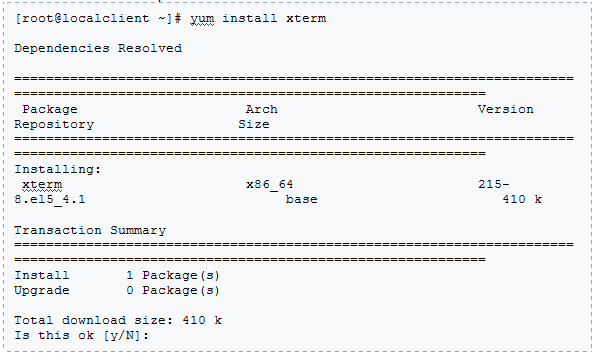 [root@localclient ~]# yum install xterm
Dependencies Resolved
================================================================================
===================================================================
Package Arch Version
Repository Size
================================================================================
===================================================================
Installing:
xterm x86_64 215-
8.el5_4.1 base 410 k
Transaction Summary
================================================================================
===================================================================
Install 1 Package(s)
Upgrade 0 Package(s)
Total download size: 410 k
Is this ok [y/N]: